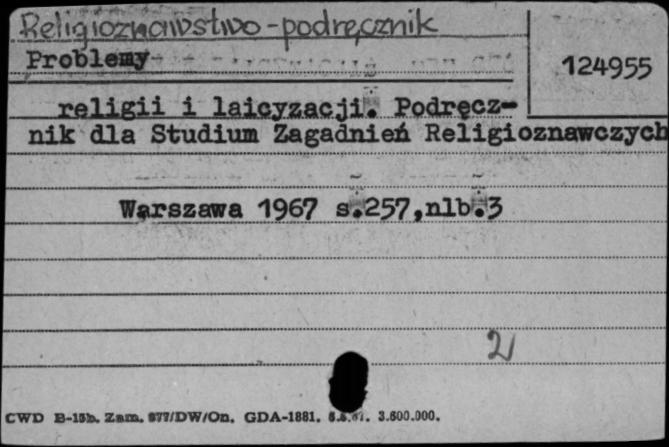 Religioznawstwo-podręcznik
Problemy
124955
religii i laicyzacji. Podręcz-
nik dla Studium Zagadnień Religioznawczych
Warszawa 1967 s.257,nlb.3
2
CWD B-15b. Zam. 877/DW/On. GDA-1881. 3.600.000.